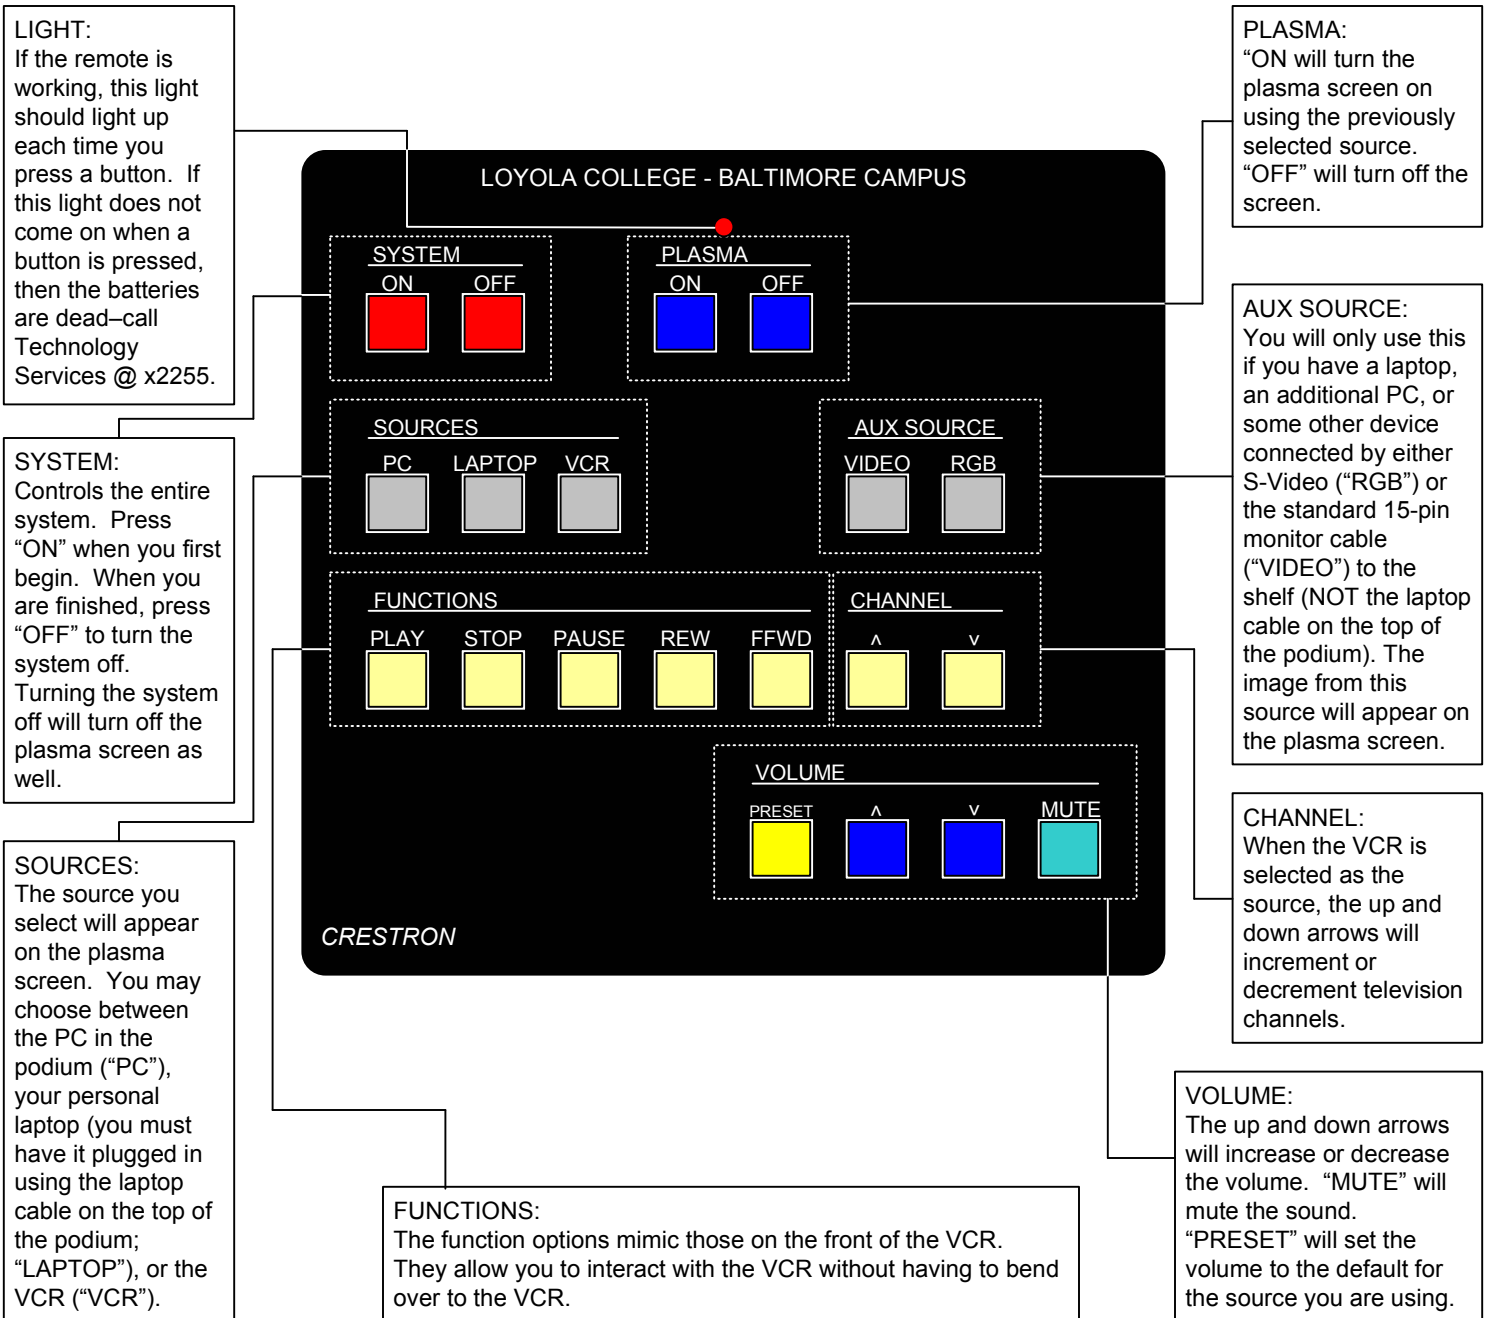 LIGHT:
If the remote is
working, this light
should light up
each time you
press a button.  If
this light does not
come on when a
button is pressed,
then the batteries
are dead–call
Technology
Services @ x2255.
SYSTEM:
Controls the entire
system.  Press
“ON” when you first
begin.  When you
are finished, press
“OFF” to turn the
system off.
Turning the system
off will turn off the
plasma screen as
well.
SOURCES:
The source you
select will appear
on the plasma
screen.  You may
choose between
the PC in the
podium (“PC”),
your personal
laptop (you must
have it plugged in
using the laptop
cable on the top of
the podium;
“LAPTOP”), or the
VCR (“VCR”).
LOYOLA COLLEGE - BALTIMORE CAMPUS
SYSTEM
ON OFF
PLASMA
ON OFF
SOURCES
PC LAPTOP VCR
AUX SOURCE
VIDEO RGB
FUNCTIONS
PLAY STOP PAUSE REW FFWD
CHANNEL
^ v
VOLUME
PRESET ^ v MUTE
CRESTRON
FUNCTIONS:
The function options mimic those on the front of the VCR.
They allow you to interact with the VCR without having to bend
over to the VCR.
PLASMA:
“ON will turn the
plasma screen on
using the previously
selected source.
“OFF” will turn off the
screen.
AUX SOURCE:
You will only use this
if you have a laptop,
an additional PC, or
some other device
connected by either
S-Video (“RGB”) or
the standard 15-pin
monitor cable
(“VIDEO”) to the
shelf (NOT the laptop
cable on the top of
the podium). The
image from this
source will appear on
the plasma screen.
CHANNEL:
When the VCR is
selected as the
source, the up and
down arrows will
increment or
decrement television
channels.
VOLUME:
The up and down arrows
will increase or decrease
the volume.  “MUTE” will
mute the sound.
“PRESET” will set the
volume to the default for
the source you are using.